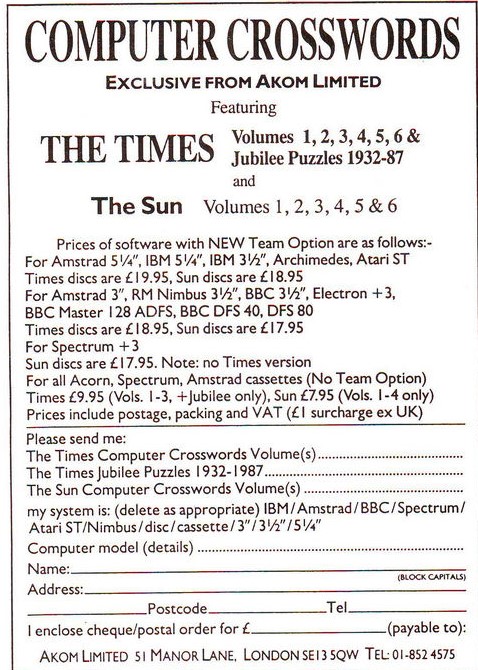 COMPUTER CROSSWORDS
EXCLUSIVE FROM AKOM LIMITED
Featuring
THE TIMES Volumes 1, 2, 3, 4, 5, 6 &
Jubilee Puzzles 1932-87
and
The Sun Volumes 1, 2, 3, 4, 5 & 6
Prices of software with NEW Team Option are as follows:-
For Amstrad 5¼″, IBM 5¼″, IBM 3½″, Archimedes, Atari ST
Times discs are £19.95, Sun discs are £18.95
For Amstrad 3″, RM Nimbus 3½″, BBC 3½″, Electron +3,
BBC Master 128 ADFS, BBC DFS 40, DFS 80
Times discs are £18.95, Sun discs are £17.95
For Spectrum +3
Sun discs are £17.95. Note: no Times version
For all Acorn, Spectrum, Amstrad cassettes (No Team Option)
Times £9.95 (Vols. 1-3, +Jubilee only), Sun £7.95 (Vols. 1-4 only)
Prices include postage, packing and VAT (£1 surcharge ex UK)
Please send me:
The Times Computer Crosswords Volume(s)..............................
The Times Jubilee Puzzles 1932-1987..............................
The Sun Computer Crosswords Volume(s)..............................
my system is: (delete as appropriate) IBM/Amstrad/BBC/Spectrum/
Atari ST/Nimbus/disc/cassette/3″/3½″/5¼″
Computer model (details)..............................
Name:____________________
(BLOCK CAPITALS)
Address:____________________
__________Postcode__________Tel__________
I enclose cheque/postal order for £__________(payable to):
AKOM LIMITED 51 MANOR LANE, LONDON SE13 5QW TEL: 01-852 4575